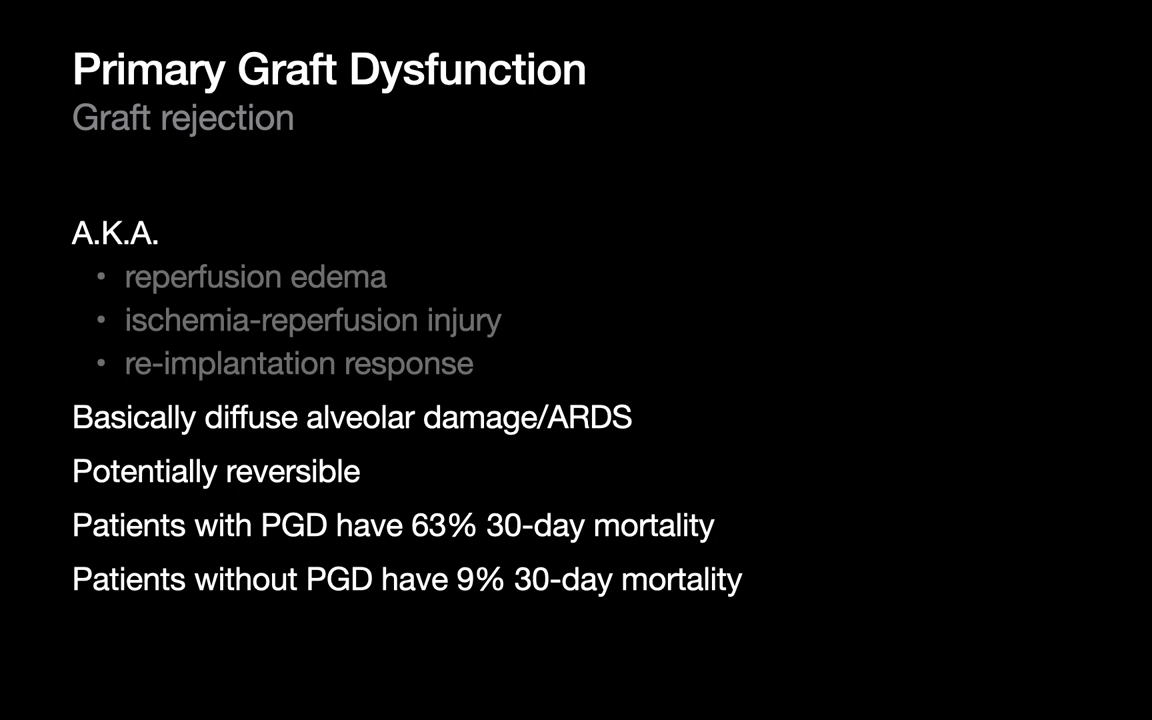 Primary Graft Dysfunction
Graft rejection
A.K.A.
• reperfusion edema
• ischemia-reperfusion injury
• re-implantation response
Basically diffuse alveolar damage/ARDS
Potentially reversible
Patients with PGD have 63% 30-day mortality
Patients without PGD have 9% 30-day mortality